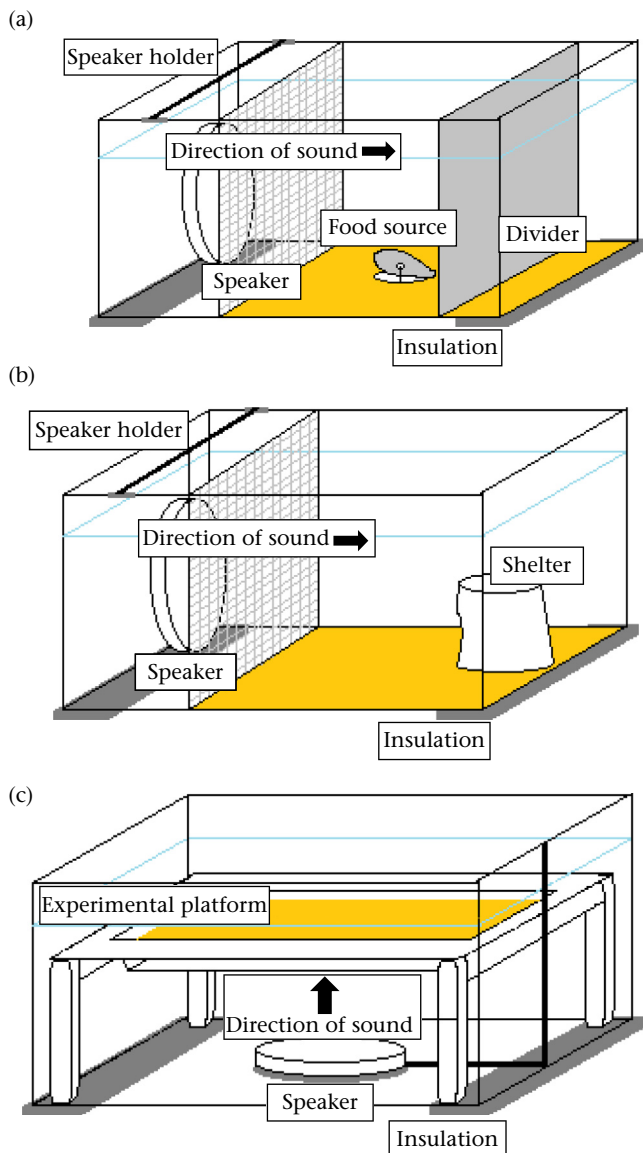 (a)
Speaker holder
Direction of sound
Food source
Divider
Speaker
Insulation
(b)
Speaker holder
Direction of sound
Shelter
Speaker
Insulation
(c)
Experimental platform
Direction of sound
Speaker
Insulation